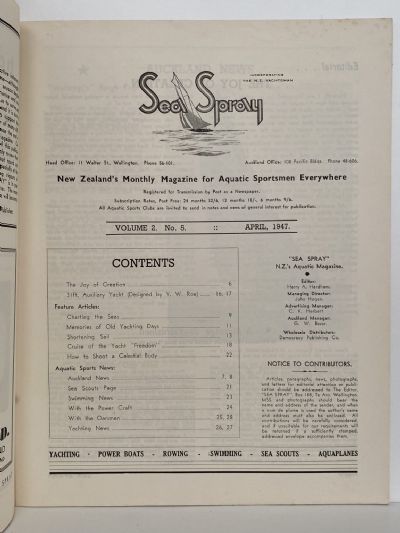 INCORPORATING
THE N.Z. YACHTSMAN
Sea Spray
Head Office: 11 Walter St., Wellington. Phone 56-101.
Auckland Office: 108 Pacific Bldgs. Phone 48-606.
New Zealand's Monthly Magazine for Aquatic Sportsmen Everywhere
Registered for Transmission by Post as a Newspaper.
Subscription Rates, Post Free: 24 months 32/6, 12 months 18/-, 6 months 9/6.
All Aquatic Sports Clubs are invited to send in notes and news of general interest for publication.
VOLUME 2. No. 5. :: APRIL, 1947.
CONTENTS
The Joy of Creation 6
31ft. Auxiliary Yacht (Designed by V. W. Roe) 16, 17
Feature Articles:
Charting the Seas 9
Memories of Old Yachting Days 11
Shortening Sail 13
Cruise of the Yacht "Freedom" 18
How to Shoot a Celestial Body 22
Aquatic Sports News:
Auckland News 7, 8
Sea Scouts Page 21
Swimming News 23
With the Power Craft 24
With the Oarsmen 25, 28
Yachting News 26, 27
"SEA SPRAY"
N.Z.'s Aquatic Magazine.
Editor:
Harry A.
Managing Director:
John
Advertising Manager:
C. K. Herbert
Auckland Manager:
G. W.
Wholesale Distributors:
Democracy Publishing Co.
NOTICE TO CONTRIBUTORS.
Articles, paragraphs, news, photographs,
and letters for editorial attention or publi-
cation should be addressed to The Editor,
"SEA SPRAY", Box 188, Te Aro, Wellington.
MSS and photographs should bear the
name and address of the sender, and when
a nom de plume is used the author's name
and address must also be enclosed. All
contributions will be carefully considered,
and if unsuitable for our requirements will
be returned if a sufficiently stamped,
addressed envelope accompanies them.
YACHTING - POWER BOATS - ROWING - SWIMMING - SEA SCOUTS - AQUAPLANES